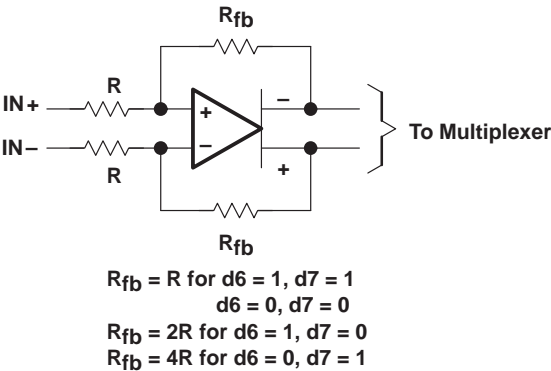 Rfb
R
IN+
+
–
To Multiplexer
IN–
–
+
R
Rfb
Rfb = R for d6 = 1, d7 = 1
d6 = 0, d7 = 0
Rfb = 2R for d6 = 1, d7 = 0
Rfb = 4R for d6 = 0, d7 = 1